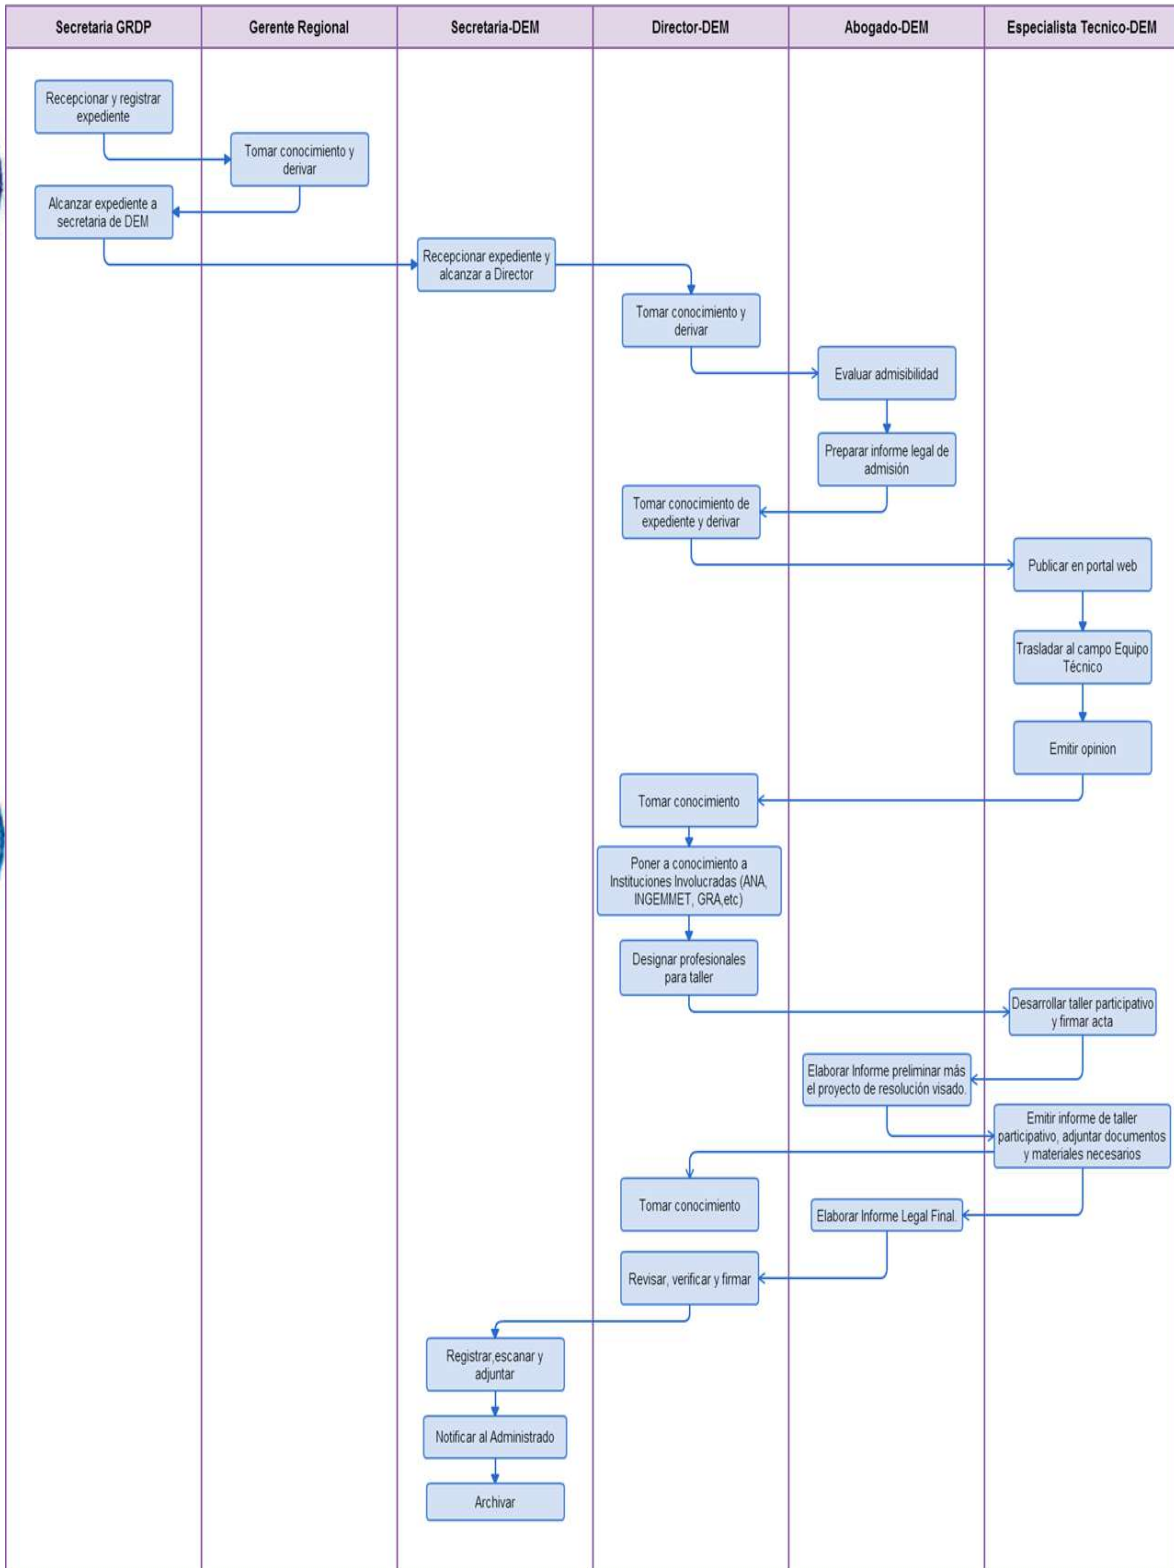 Secretaria GRDP
Gerente Regional
Secretaria-DEM
Director-DEM
Abogado-DEM
Especialista Tecnico-DEM
Recepcionar y registrar
expediente
Tomar conocimiento y
derivar
Alcanzar expediente a
secretaria de DEM
Recepcionar expediente y
alcanzar a Director
Tomar conocimiento y
derivar
Evaluar admisibilidad
Preparar informe legal de
admisión
Tomar conocimiento de
expediente y derivar
Publicar en portal web
Trasladar al campo Equipo
Técnico
Emitir opinion
Tomar conocimiento
Poner a conocimiento a
Instituciones Involucradas (ANA,
INGEMMET, GRA,etc)
Designar profesionales
para taller
Desarrollar taller participativo
y firmar acta
Elaborar Informe preliminar más
el proyecto de resolución visado.
Emitir informe de taller
participativo, adjuntar documentos
y materiales necesarios
Tomar conocimiento
Elaborar Informe Legal Final.
Revisar, verificar y firmar
Registrar,escanar y
adjuntar
Notificar al Administrado
Archivar